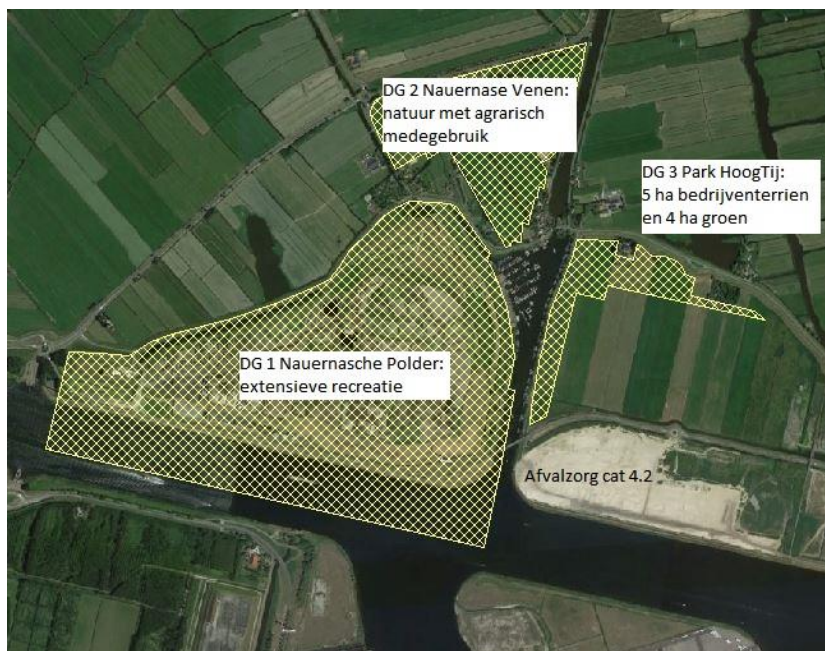 DG 2 Nauernase Venen:
natuur met agrarisch
medegebruik
DG 3 Park HoogTij:
5 ha bedrijventerrien
en 4 ha groen
DG 1 Nauernasche Polder:
extensieve recreatie
Afvalzorg cat 4.2